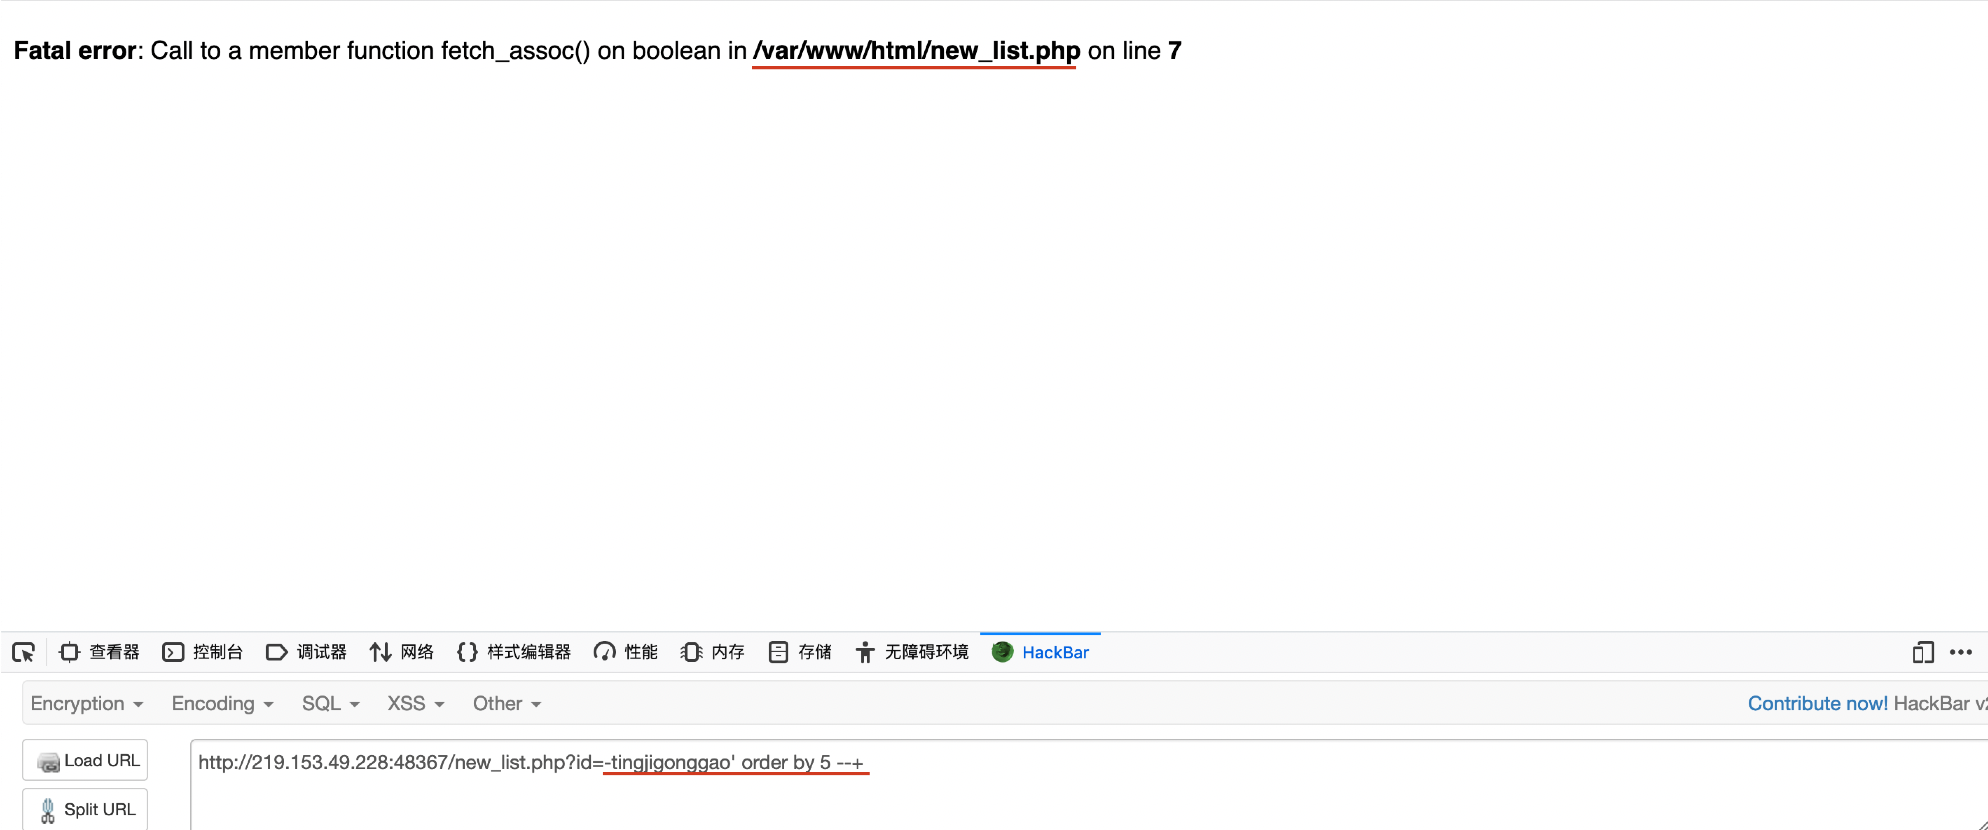 Fatal error: Call to a member function fetch_assoc() on boolean in /var/www/html/new_list.php on line 7
查看器 控制台 调试器 网络 {} 样式编辑器 性能 内存 存储 无障碍环境 HackBar
Encryption Encoding SQL XSS Other Contribute now! HackBar v2
Load URL http://219.153.49.228:48367/new_list.php?id=-tingjigonggao' order by 5 --+
Split URL